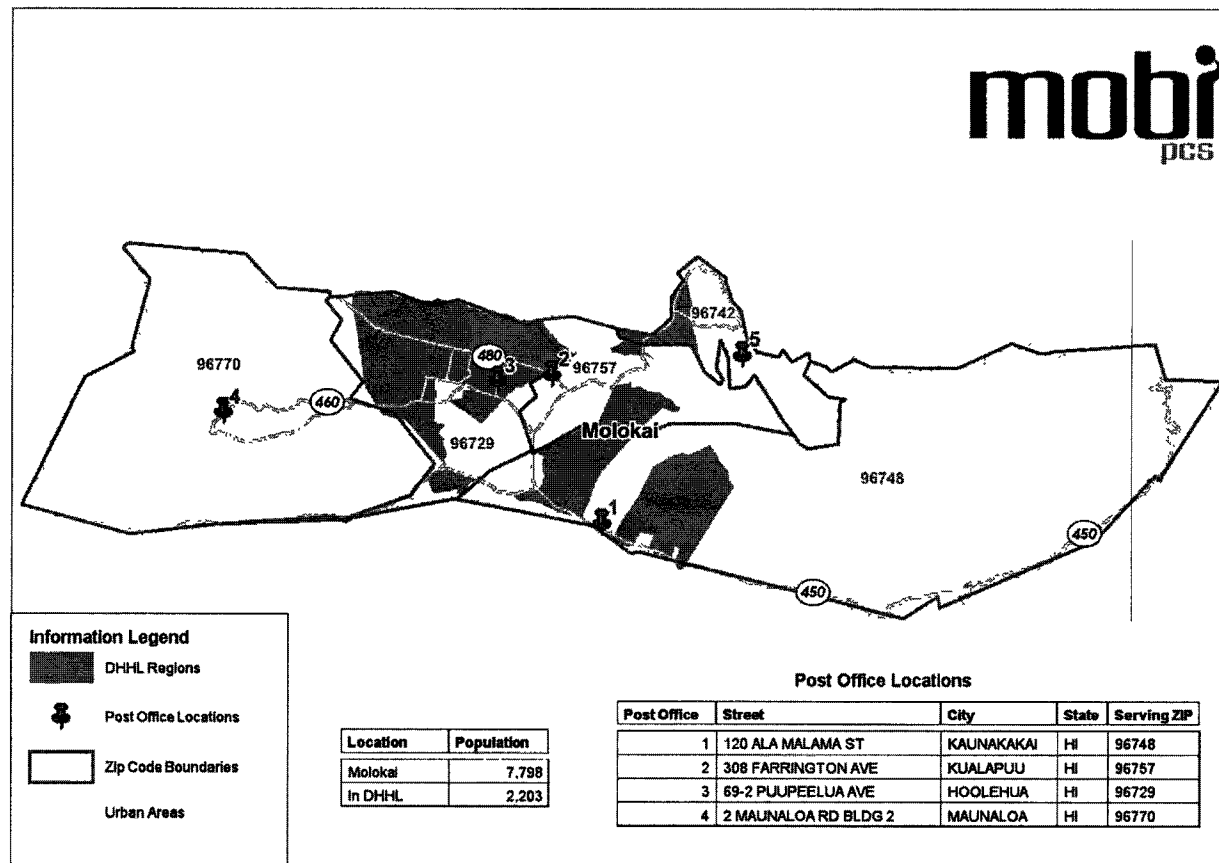 mobi
pcs
96742
5
480
3
2
96757
96770
4
460
96729
Molokai
96748
1
450
450
Information Legend
DHHL Regions
Post Office Locations
Zip Code Boundaries
Urban Areas
Location Population
Molokai 7,798
In DHHL 2,203
Post Office Locations
Post Office Street City State Serving ZIP
1 120 ALA MALAMA ST KAUNAKAKAI HI 96748
2 308 FARRINGTON AVE KUALAPUU HI 96757
3 69-2 PUUPEELUA AVE HOOLEHUA HI 96729
4 2 MAUNALOA RD BLDG 2 MAUNALOA HI 96770